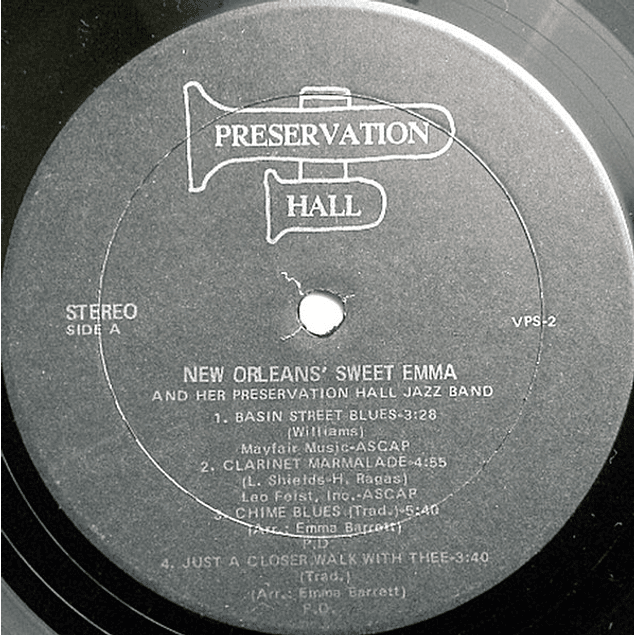 PRESERVATION
HALL
STEREO
SIDE A
VPS-2
NEW ORLEANS' SWEET EMMA
AND HER PRESERVATION HALL JAZZ BAND
1. BASIN STREET BLUES-3:28
(Williams)
Mayfair Music-ASCAP
2. CLARINET MARMALADE-4:55
(L. Shields-H. Ragas)
Leo Feist, Inc.-ASCAP
3. CHIME BLUES (Trad.)-5:40
(Arr.: Emma Barrett)
P.D.
4. JUST A CLOSER WALK WITH THEE-3:40
(Trad.)
(Arr.: Emma Barrett)
P.D.